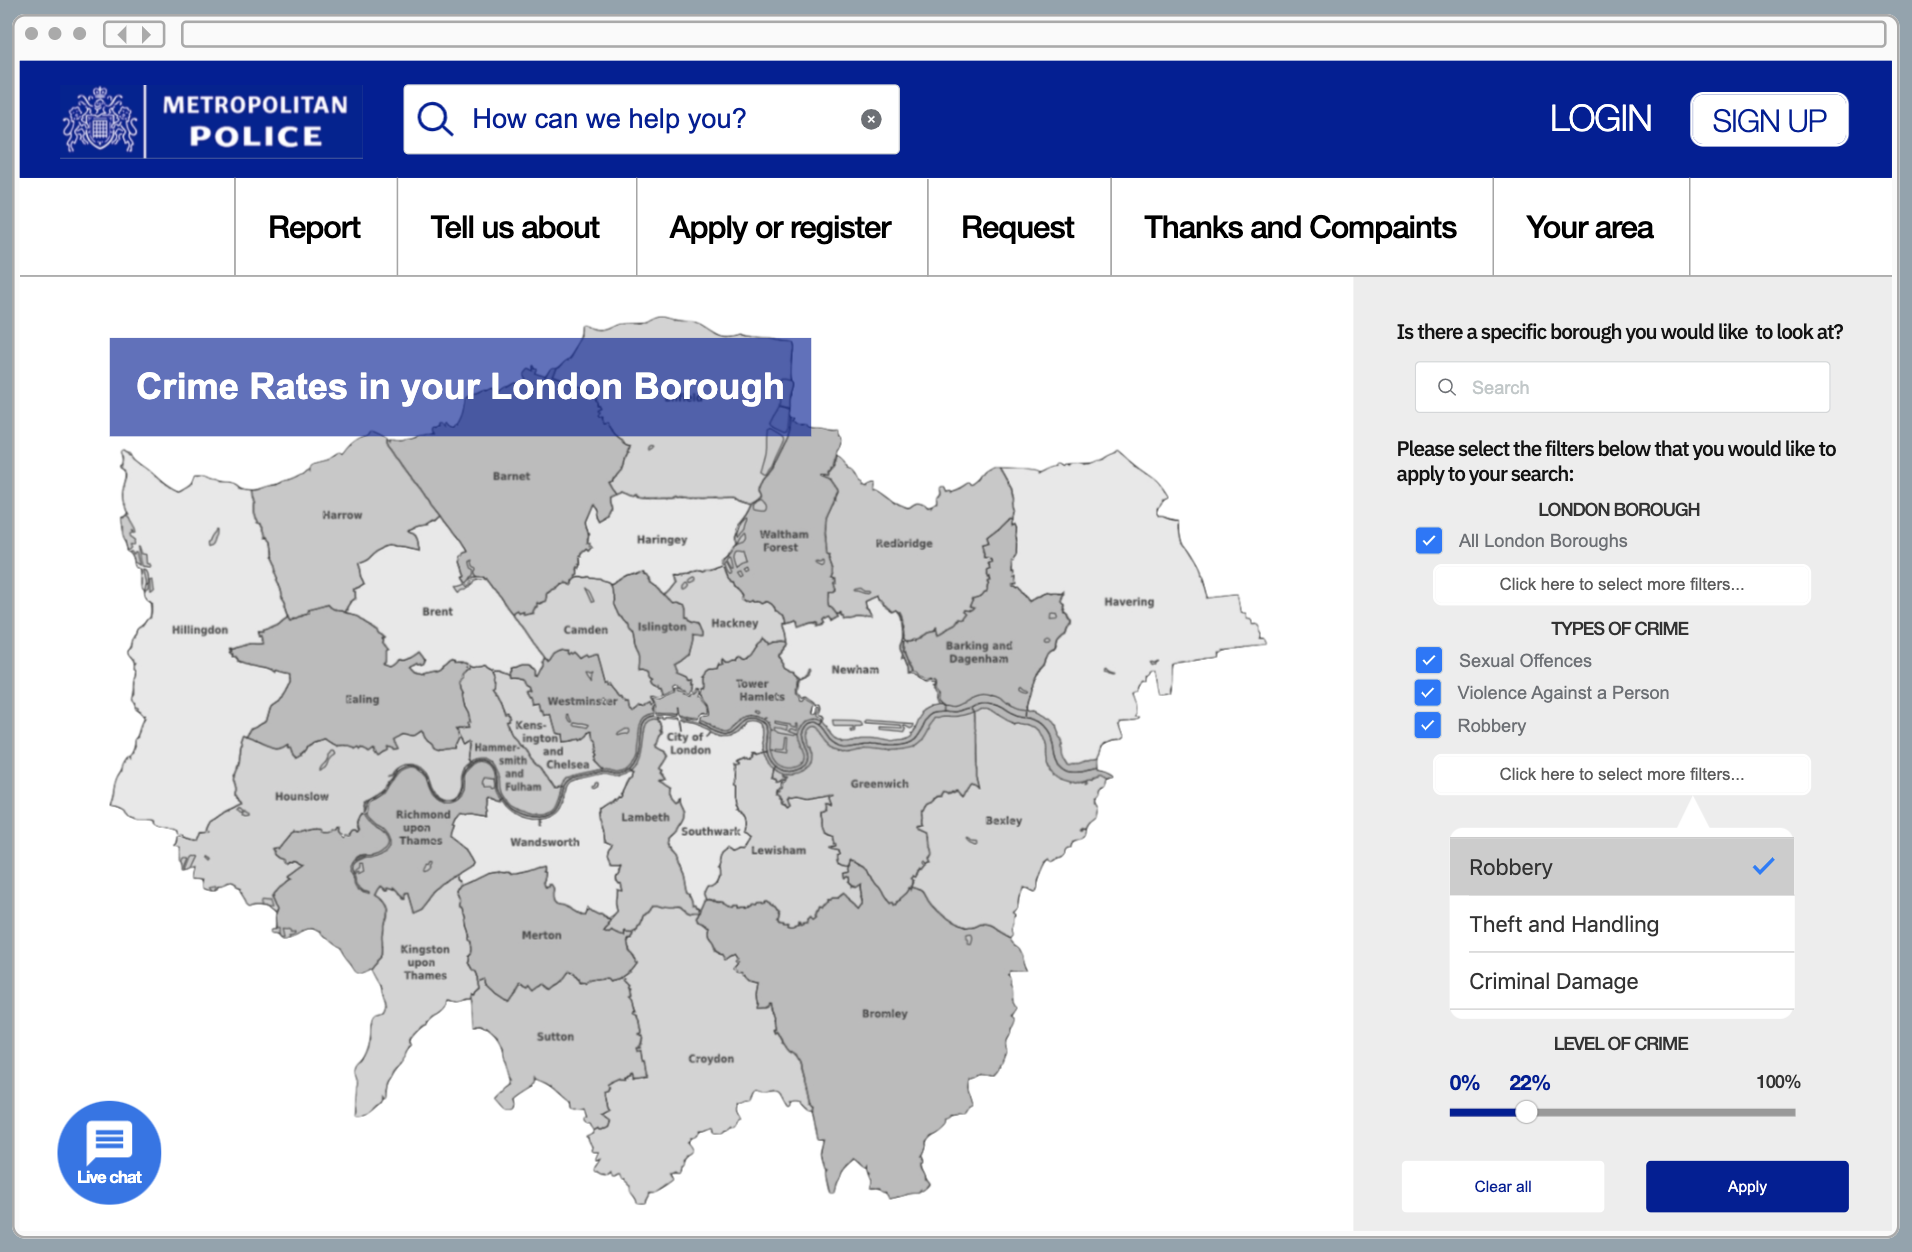 METROPOLITAN
POLICE
How can we help you?
LOGIN
SIGN UP
Report
Tell us about
Apply or register
Request
Thanks and Compaints
Your area
Crime Rates in your London Borough
Barnet
Harrow
Haringey
Waltham
Forest
Redbridge
Brent
Hillingdon
Camden
Islington
Hackney
Havering
Barking and
Dagenham
Newham
Ealing
Westminster
Tower
Hamlets
Kens-
ington
and
Chelsea
City of
London
Hammer-
smith
and
Fulham
Hounslow
Richmond
upon
Thames
Wandsworth
Lambeth
Southwark
Lewisham
Greenwich
Bexley
Merton
Kingston
upon
Thames
Sutton
Croydon
Bromley
Live chat
Is there a specific borough you would like  to look at?
Search
Please select the filters below that you would like to
apply to your search:
LONDON BOROUGH
All London Boroughs
Click here to select more filters...
TYPES OF CRIME
Sexual Offences
Violence Against a Person
Robbery
Click here to select more filters...
Robbery
Theft and Handling
Criminal Damage
LEVEL OF CRIME
0% 22% 100%
Clear all
Apply